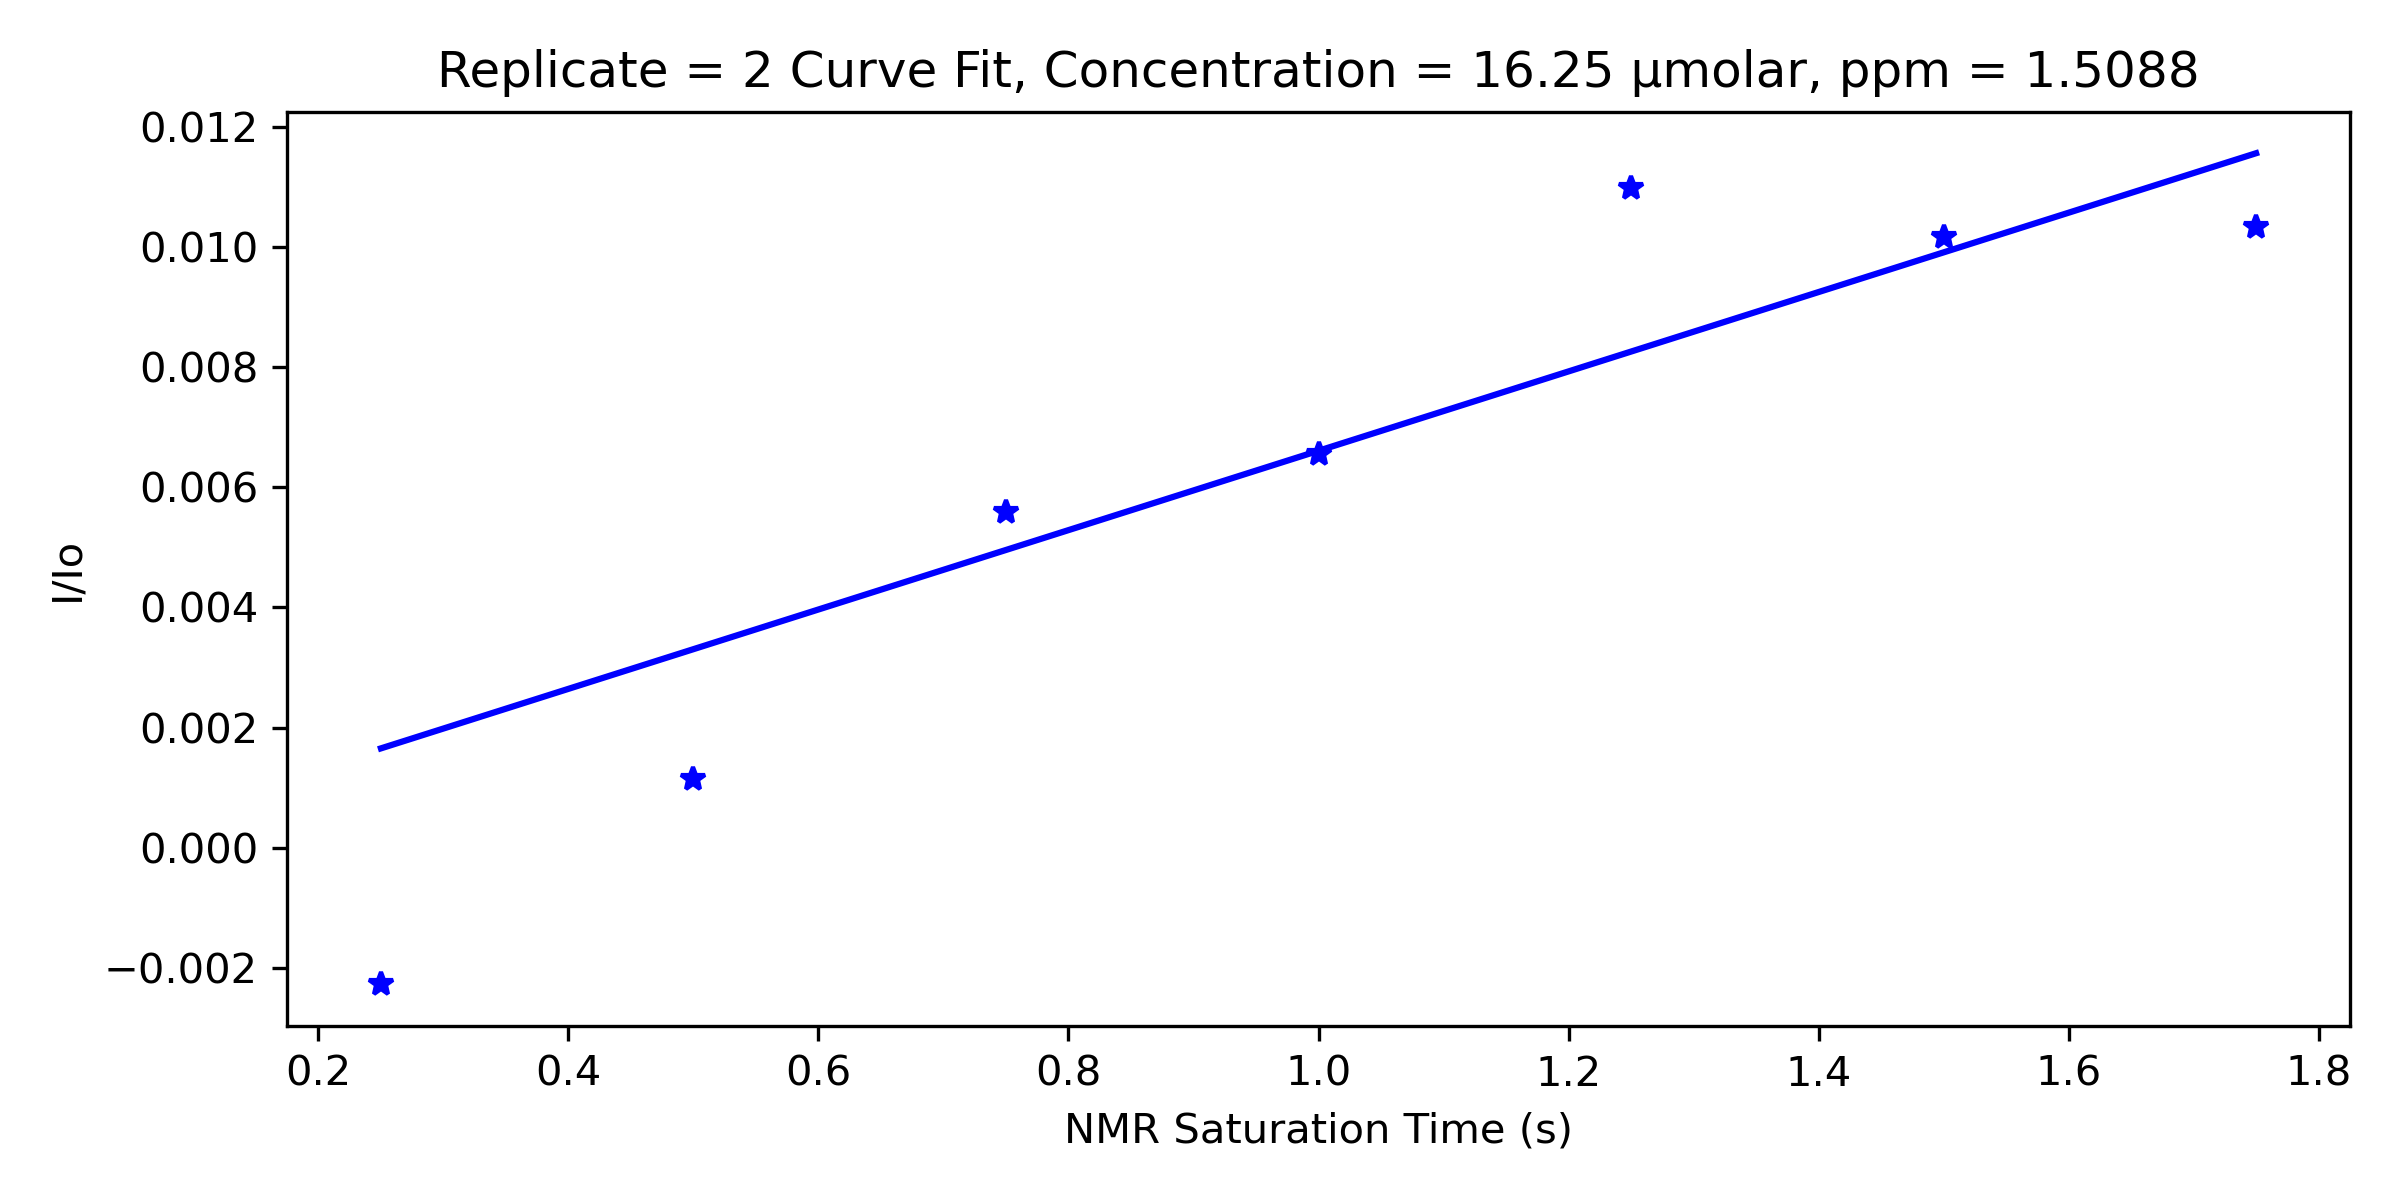 Replicate = 2 Curve Fit, Concentration = 16.25 µmolar, ppm = 1.5088
0.012
0.010
0.008
0.006
0.004
0.002
0.000
−0.002
I/Io
0.2 0.4 0.6 0.8 1.0 1.2 1.4 1.6 1.8
NMR Saturation Time (s)